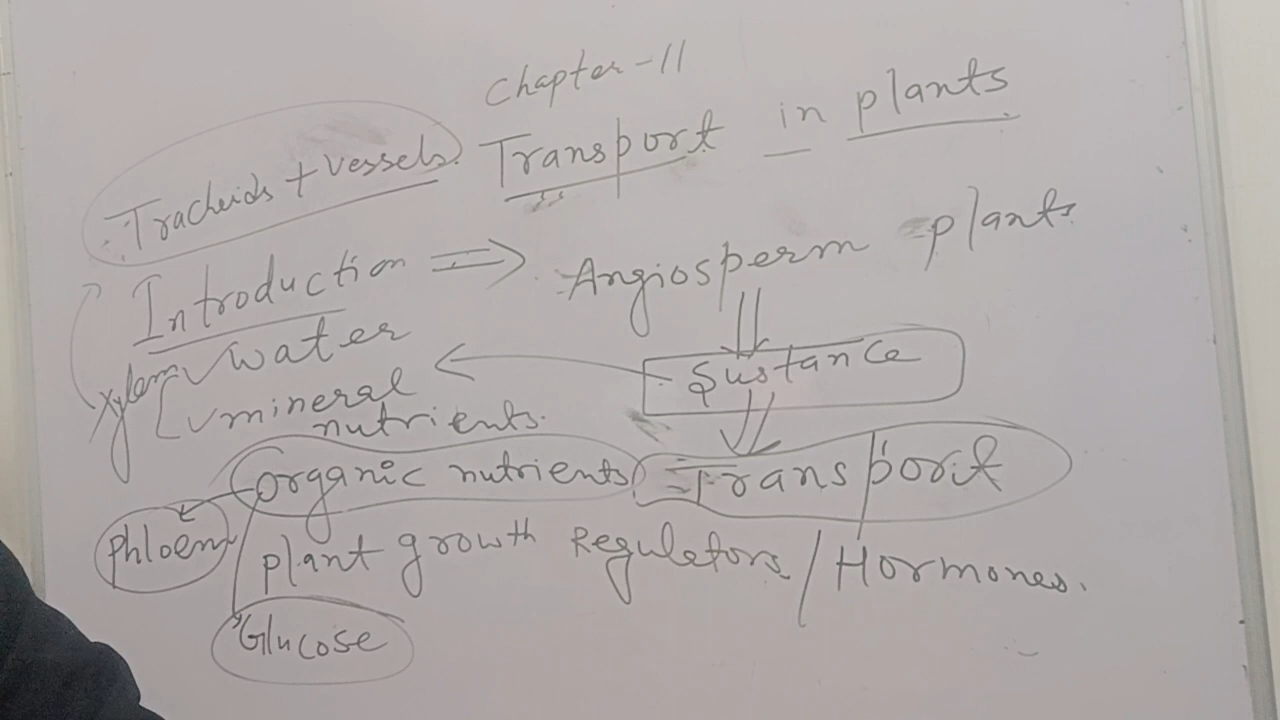 Chapter-11
Transport in plants
Tracheids + Vessels.
Introduction ⇒ Angiosperm plants
Sustance
Xylem
water
mineral
nutrients.
organic nutrients Transport
Phloem
plant growth Regulators / Hormones.
Glucose